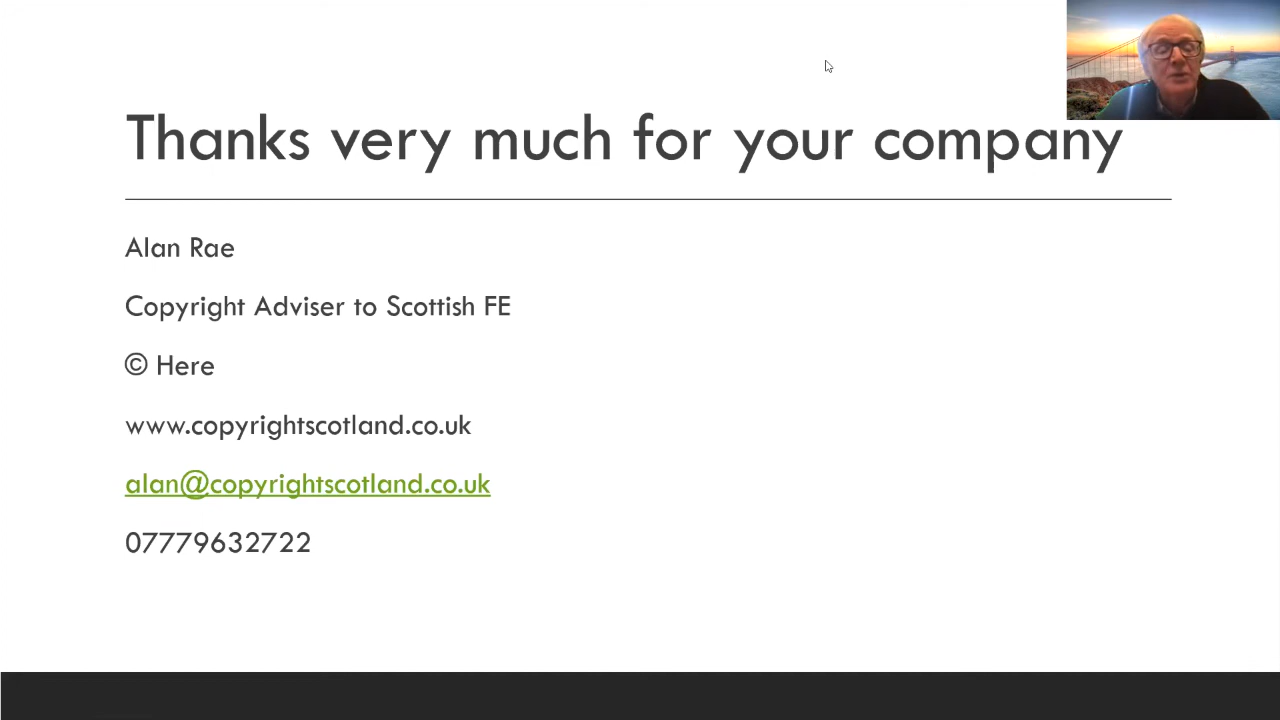 Thanks very much for your company
Alan Rae
Copyright Adviser to Scottish FE
© Here
www.copyrightscotland.co.uk
alan@copyrightscotland.co.uk
07779632722